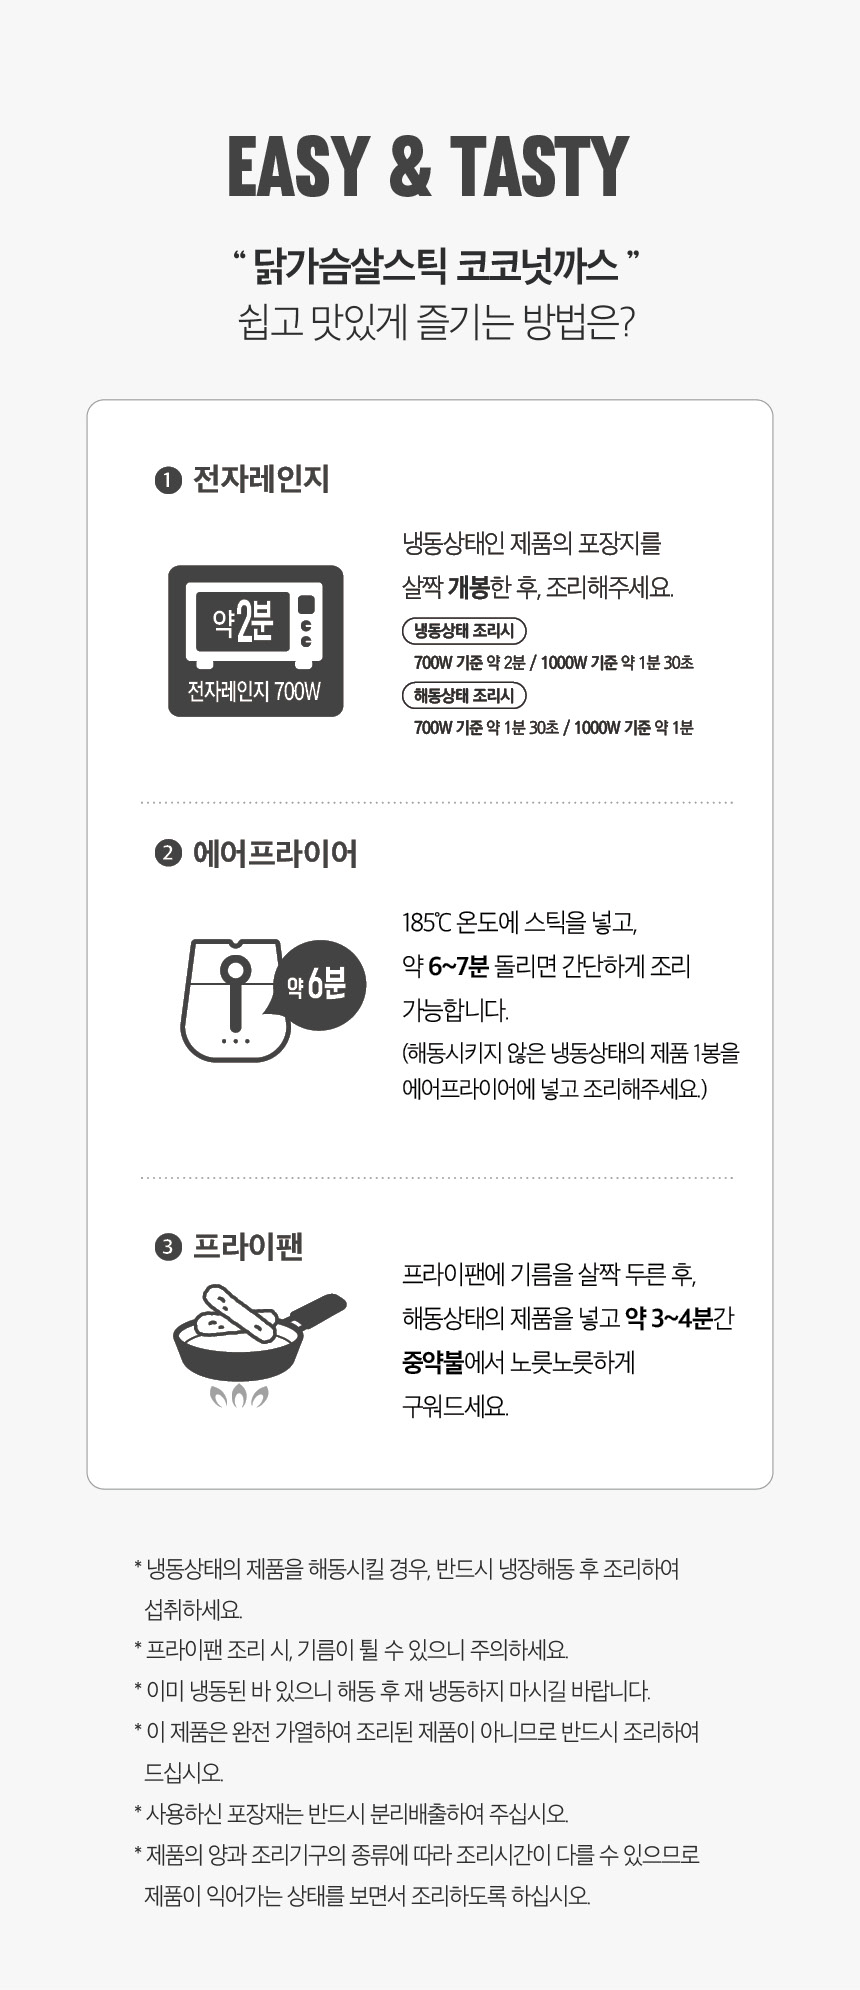 EASY & TASTY
“ 닭가슴살스틱 코코넛까스 ”
쉽고 맛있게 즐기는 방법은?
1 전자레인지
약2분
전자레인지 700W
냉동상태인 제품의 포장지를
살짝 개봉한 후, 조리해주세요.
냉동상태 조리시
700W 기준 약 2분 / 1000W 기준 약 1분 30초
해동상태 조리시
700W 기준 약 1분 30초 / 1000W 기준 약 1분
2 에어프라이어
약 6분
185℃ 온도에 스틱을 넣고,
약 6~7분 돌리면 간단하게 조리
가능합니다.
(해동시키지 않은 냉동상태의 제품 1봉을
에어프라이어에 넣고 조리해주세요.)
3 프라이팬
프라이팬에 기름을 살짝 두른 후,
해동상태의 제품을 넣고 약 3~4분간
중약불에서 노릇노릇하게
구워드세요.
* 냉동상태의 제품을 해동시킬 경우, 반드시 냉장해동 후 조리하여
섭취하세요.
* 프라이팬 조리 시, 기름이 튈 수 있으니 주의하세요.
* 이미 냉동된 바 있으니 해동 후 재 냉동하지 마시길 바랍니다.
* 이 제품은 완전 가열하여 조리된 제품이 아니므로 반드시 조리하여
드십시오.
* 사용하신 포장재는 반드시 분리배출하여 주십시오.
* 제품의 양과 조리기구의 종류에 따라 조리시간이 다를 수 있으므로
제품이 익어가는 상태를 보면서 조리하도록 하십시오.